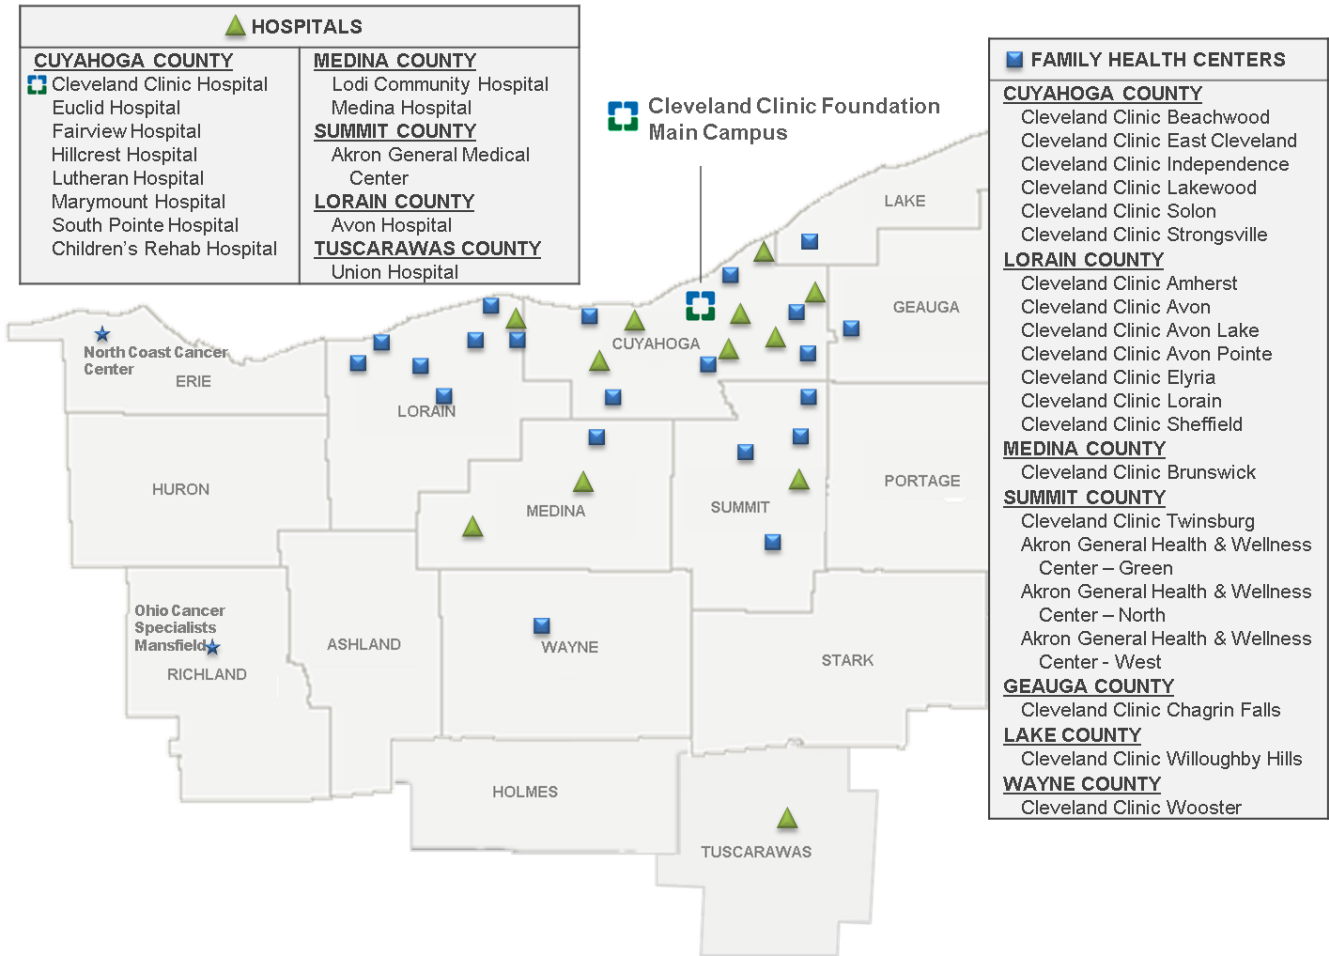 HOSPITALS
CUYAHOGA COUNTY
Cleveland Clinic Hospital
Euclid Hospital
Fairview Hospital
Hillcrest Hospital
Lutheran Hospital
Marymount Hospital
South Pointe Hospital
Children's Rehab Hospital
MEDINA COUNTY
Lodi Community Hospital
Medina Hospital
SUMMIT COUNTY
Akron General Medical
Center
LORAIN COUNTY
Avon Hospital
TUSCARAWAS COUNTY
Union Hospital
Cleveland Clinic Foundation
Main Campus
FAMILY HEALTH CENTERS
CUYAHOGA COUNTY
Cleveland Clinic Beachwood
Cleveland Clinic East Cleveland
Cleveland Clinic Independence
Cleveland Clinic Lakewood
Cleveland Clinic Solon
Cleveland Clinic Strongsville
LORAIN COUNTY
Cleveland Clinic Amherst
Cleveland Clinic Avon
Cleveland Clinic Avon Lake
Cleveland Clinic Avon Pointe
Cleveland Clinic Elyria
Cleveland Clinic Lorain
Cleveland Clinic Sheffield
MEDINA COUNTY
Cleveland Clinic Brunswick
SUMMIT COUNTY
Cleveland Clinic Twinsburg
Akron General Health & Wellness
Center – Green
Akron General Health & Wellness
Center – North
Akron General Health & Wellness
Center - West
GEAUGA COUNTY
Cleveland Clinic Chagrin Falls
LAKE COUNTY
Cleveland Clinic Willoughby Hills
WAYNE COUNTY
Cleveland Clinic Wooster
LAKE
GEAUGA
CUYAHOGA
North Coast Cancer
Center
ERIE
LORAIN
HURON
MEDINA
SUMMIT
PORTAGE
Ohio Cancer
Specialists
Mansfield
RICHLAND
ASHLAND
WAYNE
STARK
HOLMES
TUSCARAWAS